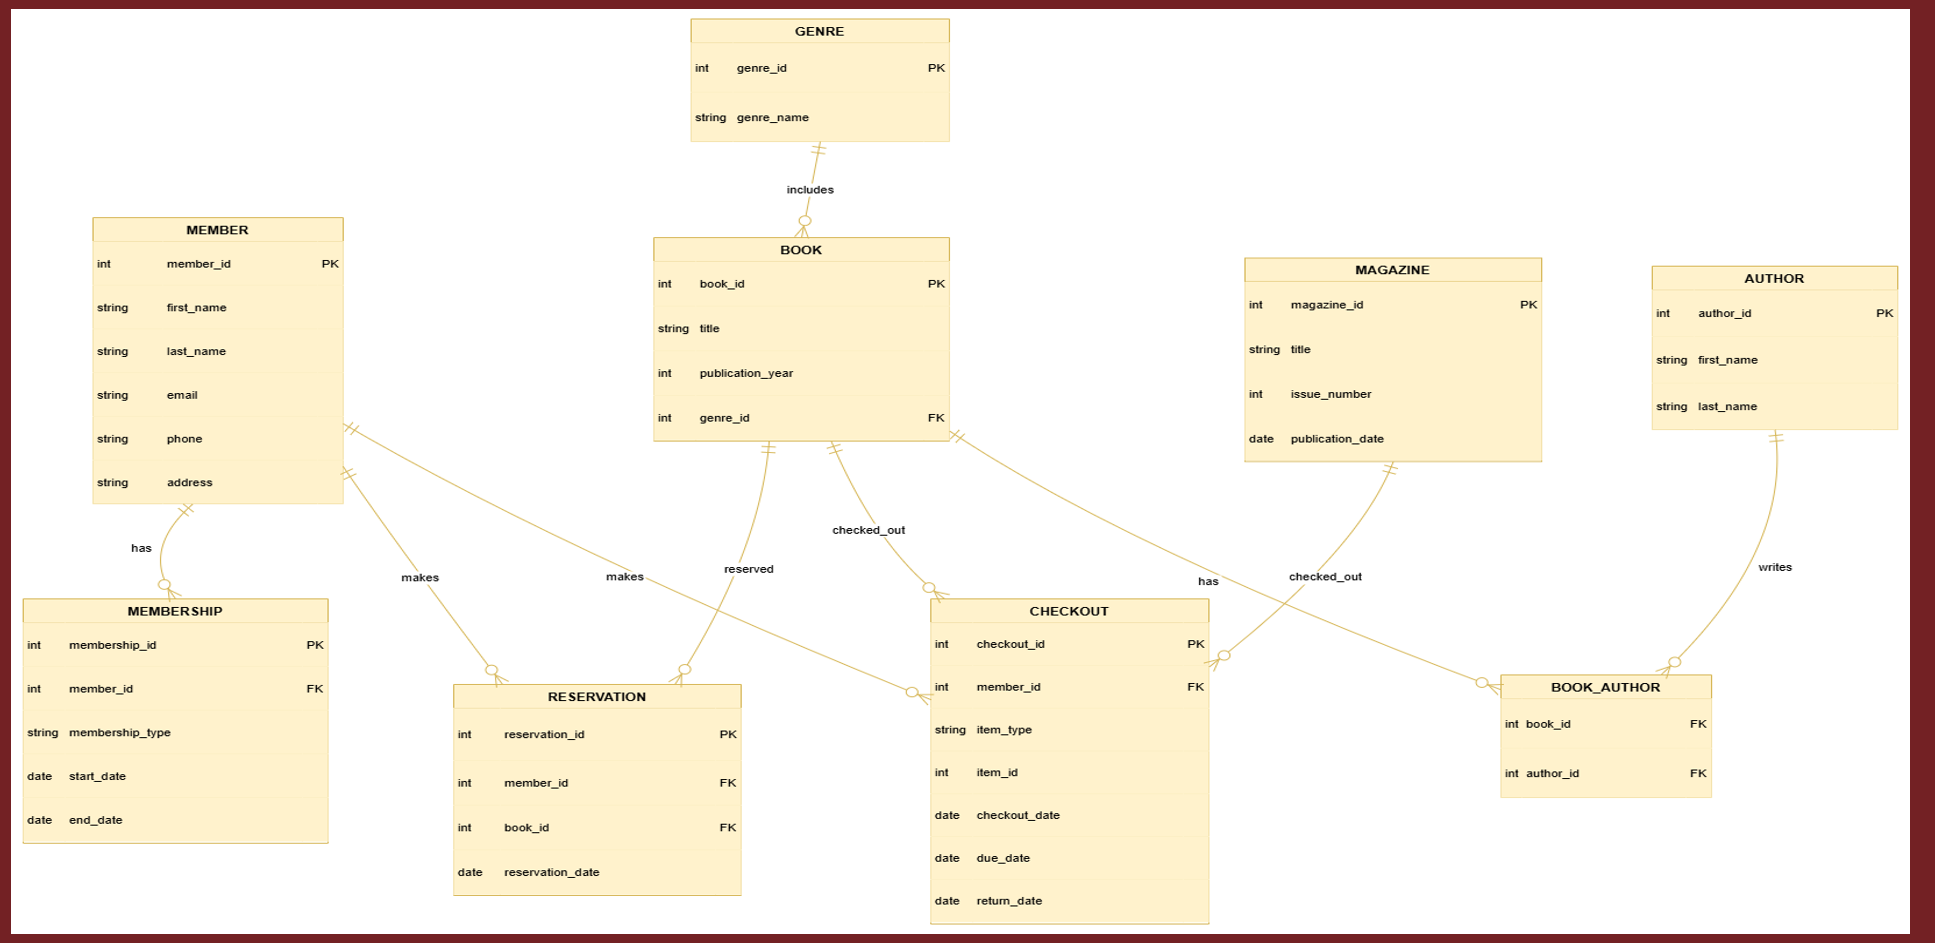 GENRE
int genre_id PK
string genre_name
includes
MEMBER
int member_id PK
string first_name
string last_name
string email
string phone
string address
BOOK
int book_id PK
string title
int publication_year
int genre_id FK
MAGAZINE
int magazine_id PK
string title
int issue_number
date publication_date
AUTHOR
int author_id PK
string first_name
string last_name
has
makes
makes
reserved
checked_out
has
checked_out
writes
MEMBERSHIP
int membership_id PK
int member_id FK
string membership_type
date start_date
date end_date
RESERVATION
int reservation_id PK
int member_id FK
int book_id FK
date reservation_date
CHECKOUT
int checkout_id PK
int member_id FK
string item_type
int item_id
date checkout_date
date due_date
date return_date
BOOK_AUTHOR
int book_id FK
int author_id FK